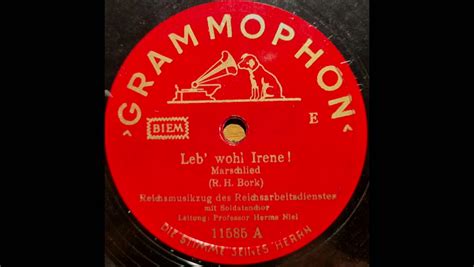 ›GRAMMOPHON‹
BIEM
E
Leb' wohl Irene!
Marschlied
(R. H. Bork)
Reichsmusikzug des Reichsarbeitsdienstes
mit Soldatenchor
Leitung: Professor Herms Niel
11585 A
DIE STIMME SEINES HERRN